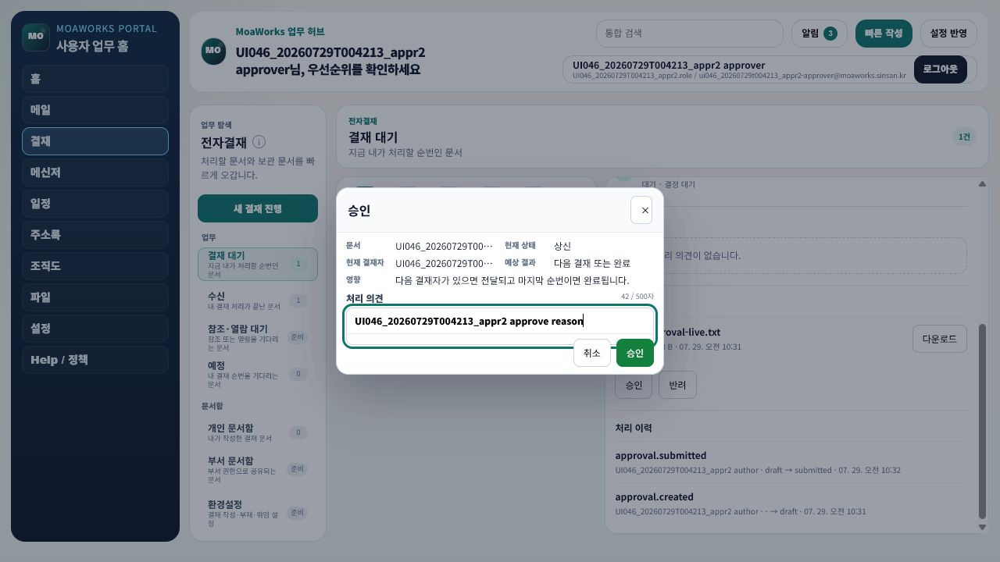 MO
MOAWORKS PORTAL
사용자 업무 홈
홈
메일
결재
메신저
일정
주소록
조직도
파일
설정
Help / 정책
MO
MoaWorks 업무 허브
UI046_20260729T004213_appr2
approver님, 우선순위를 확인하세요
통합 검색
알림 3
빠른 작성
설정 반영
UI046_20260729T004213_appr2 approver
UI046_20260729T004213_appr2.role / ui046_20260729t004213_appr2-approver@moaworks.sinsan.kr
로그아웃
업무 탐색
전자결재 i
처리할 문서와 보관 문서를 빠
르게 오갑니다.
새 결재 진행
업무
결재 대기
지금 내가 처리할 순번인
문서
1
수신
내 결재 처리가 끝난 문서
1
참조·열람 대기
참조 또는 열람을 기다리
는 문서
준비
예정
내 결재 순번을 기다리는
문서
0
문서함
개인 문서함
내가 작성한 결재 문서
0
부서 문서함
부서 권한으로 공유되는
문서
준비
환경설정
결재 작성·부재·위임 설
정
준비
전자결재
결재 대기
지금 내가 처리할 순번인 문서
1건
대기 · 결정 대기
승인
×
문서 UI046_20260729T00··· 현재 상태 상신
현재 결재자 UI046_20260729T00··· 예상 결과 다음 결재 또는 완료
영향 다음 결재자가 있으면 전달되고 마지막 순번이면 완료됩니다.
처리 의견 42 / 500자
UI046_20260729T004213_appr2 approve reason
취소
승인
리 의견이 없습니다.
oval-live.txt
B · 07. 29. 오전 10:31
다운로드
승인
반려
처리 이력
approval.submitted
UI046_20260729T004213_appr2 author · draft → submitted · 07. 29. 오전 10:32
approval.created
UI046_20260729T004213_appr2 author · - → draft · 07. 29. 오전 10:31